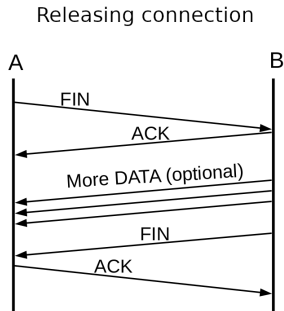 Releasing connection
A
B
FIN
ACK
More DATA (optional)
FIN
ACK